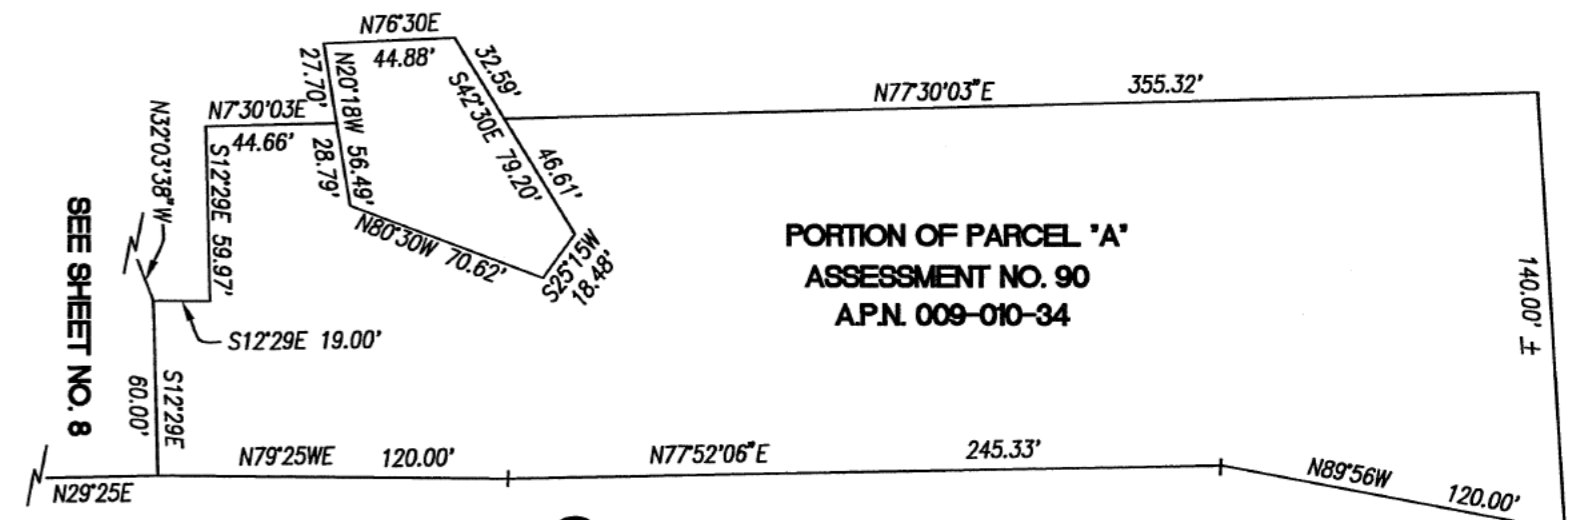 N76°30E
44.88'
27.70'
N20°18W 56.49'
28.79'
32.59'
S42°30E 79.20'
46.61'
N77°30'03"E 355.32'
N7°30'03E
44.66'
N32°03'38"W
S12°29E 59.97'
N80°30W 70.62'
S25°15W
18.48'
SEE SHEET NO. 8
PORTION OF PARCEL "A"
ASSESSMENT NO. 90
A.P.N. 009-010-34
140.00' ±
S12°29E 19.00'
S12°29E
60.00'
N79°25WE 120.00'
N77°52'06"E 245.33'
N89°56W 120.00'
N29°25E